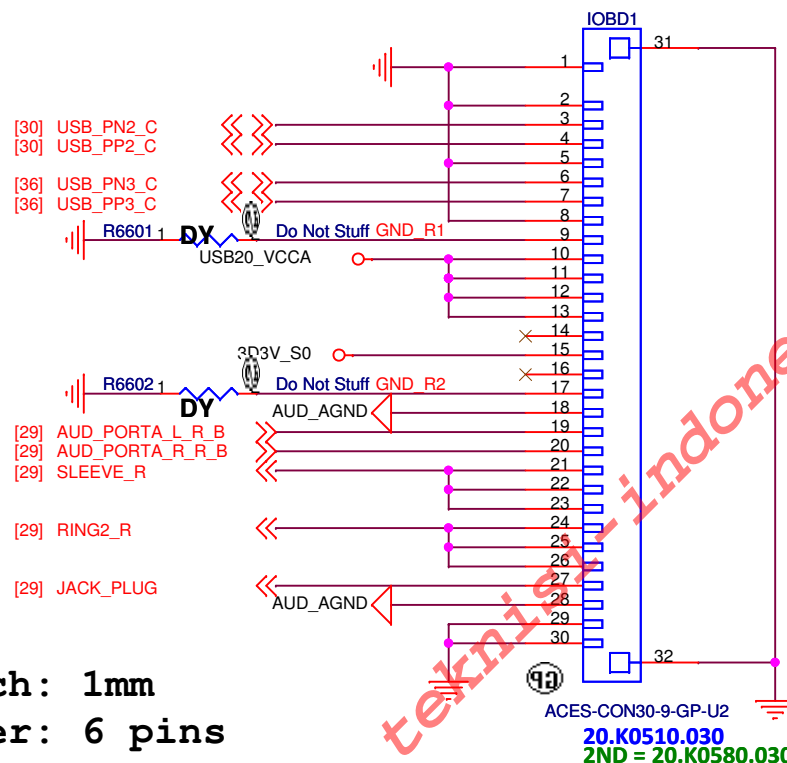 IOBD1
31
1
2
[30] USB_PN2_C 3
[30] USB_PP2_C 4
5
[36] USB_PN3_C 6
[36] USB_PP3_C 7
8
R6601 1 DY Do Not Stuff GND_R1 9
USB20_VCCA 10
11
12
13
14
3D3V_S0 15
16
R6602 1 DY Do Not Stuff GND_R2 17
AUD_AGND 18
[29] AUD_PORTA_L_R_B 19
[29] AUD_PORTA_R_R_B 20
[29] SLEEVE_R 21
22
23
[29] RING2_R 24
25
26
[29] JACK_PLUG 27
AUD_AGND 28
29
30
32
GP
ch: 1mm
er: 6 pins
ACES-CON30-9-GP-U2
20.K0510.030
2ND = 20.K0580.030
teknisi-indone